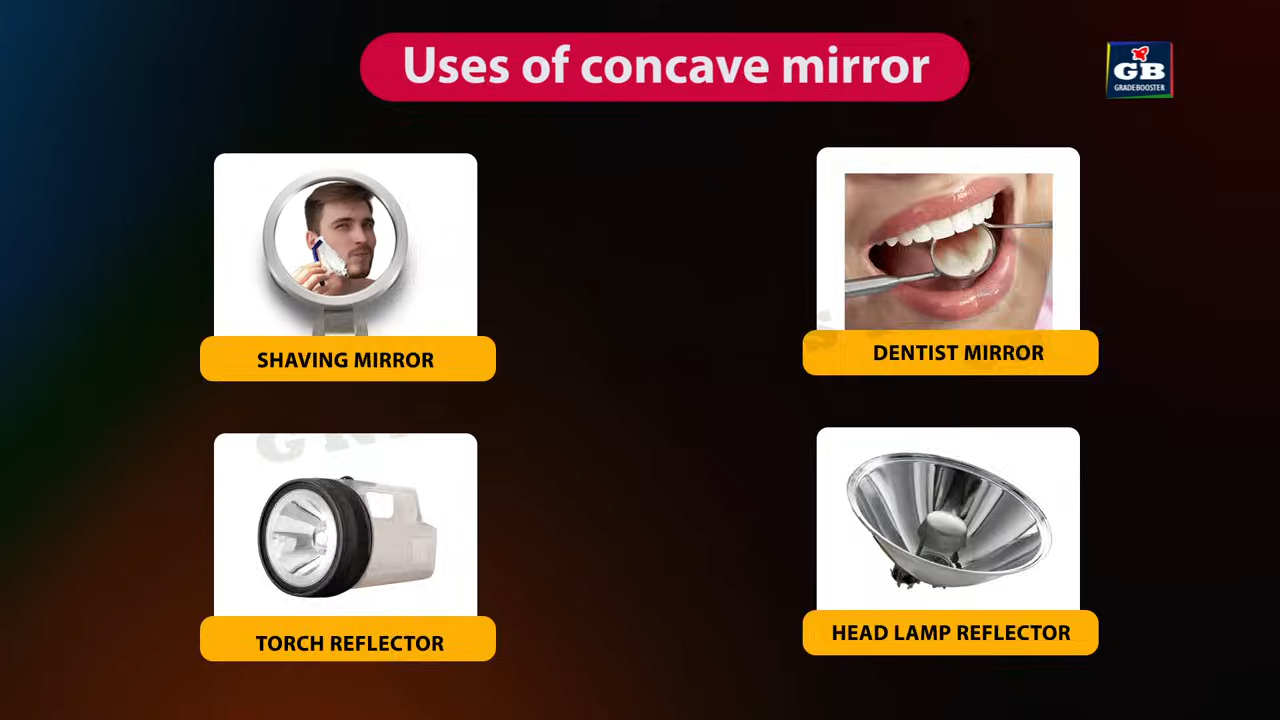 Uses of concave mirror
GB
GRADEBOOSTER
SHAVING MIRROR
DENTIST MIRROR
TORCH REFLECTOR
HEAD LAMP REFLECTOR